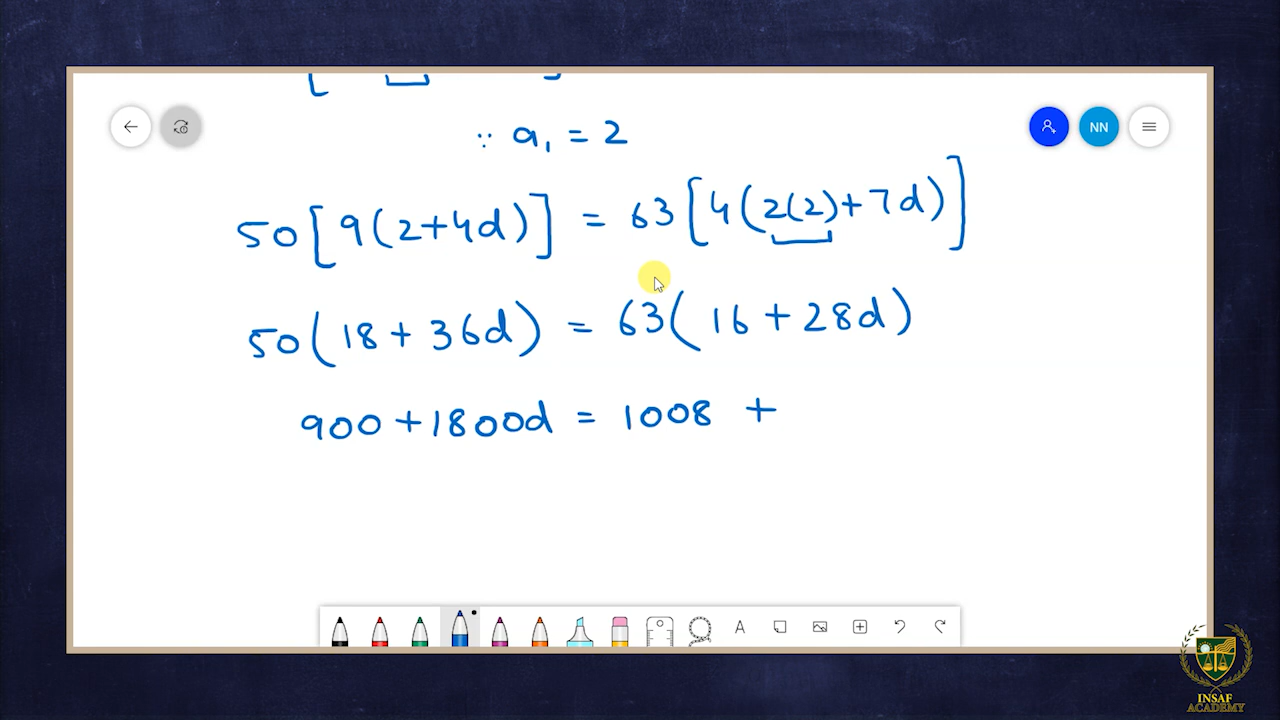 ∵ a₁ = 2
NN
50[9(2+4d)] = 63[4(2(2)+7d)]
50(18 + 36d) = 63(16 + 28d)
900 + 1800d = 1008 +
A
INSAF
ACADEMY